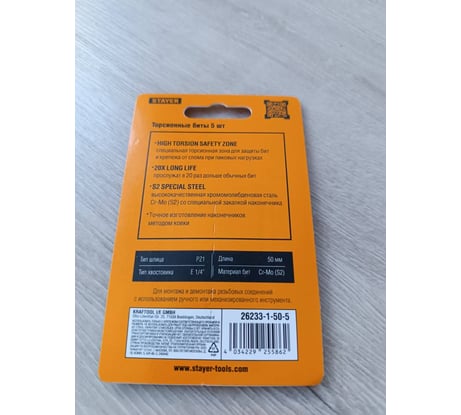 STAYER
Торсионные биты 5 шт
• HIGH TORSION SAFETY ZONE
специальная торсионная зона для защиты бит
и крепежа от слома при пиковых нагрузках
• 20X LONG LIFE
прослужат в 20 раз дольше обычных бит
• S2 SPECIAL STEEL
высококачественная хромомолибденовая сталь
Cr-Mo (S2) со специальной закалкой наконечника
• Точное изготовление наконечников
методом ковки
Тип шлица PZ1 Длина 50 мм
Тип хвостовика E 1/4" Материал бит Cr-Mo (S2)
Для монтажа и демонтажа резьбовых соединений
с использованием ручного или механизированного инструмента.
KRAFTOOL I/E GMBH
26233-1-50-5
4 034229 255862
www.stayer-tools.com